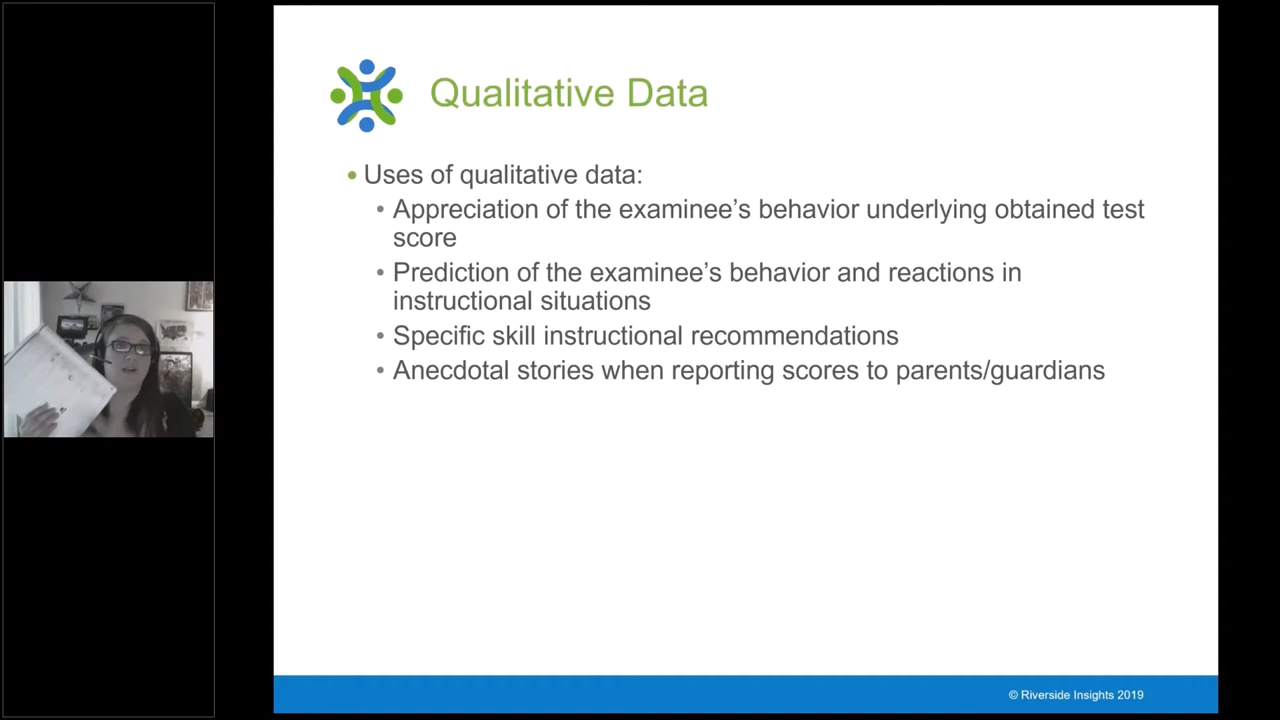 Qualitative Data
• Uses of qualitative data:
• Appreciation of the examinee’s behavior underlying obtained test
score
• Prediction of the examinee’s behavior and reactions in
instructional situations
• Specific skill instructional recommendations
• Anecdotal stories when reporting scores to parents/guardians
© Riverside Insights 2019